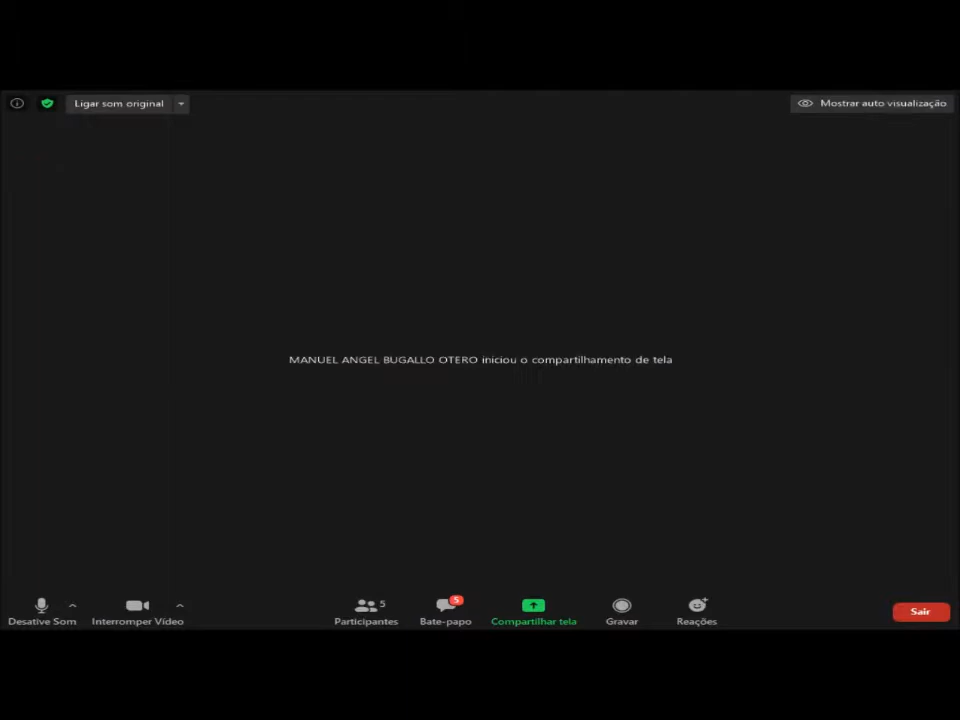 Ligar som original
Mostrar auto visualização
MANUEL ANGEL BUGALLO OTERO iniciou o compartilhamento de tela
5
5
Desative Som
Interromper Vídeo
Participantes
Bate-papo
Compartilhar tela
Gravar
Reações
Sair